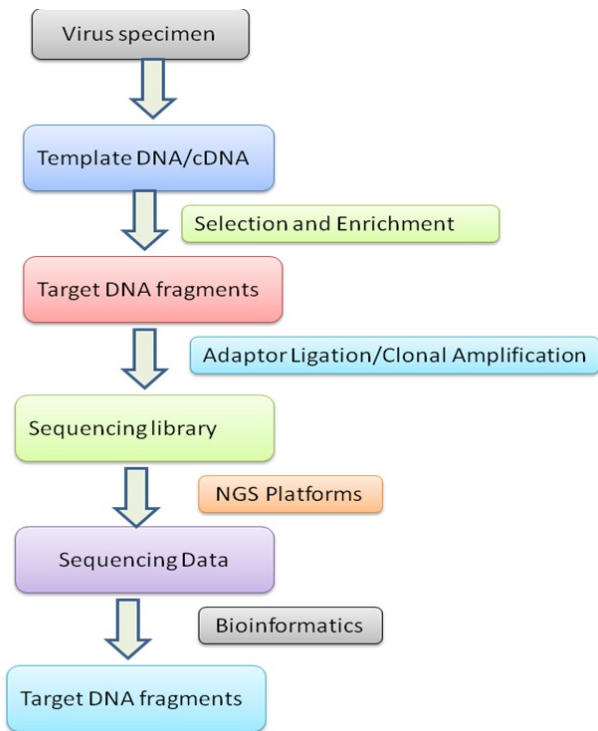 Virus specimen
Template DNA/cDNA
Selection and Enrichment
Target DNA fragments
Adaptor Ligation/Clonal Amplification
Sequencing library
NGS Platforms
Sequencing Data
Bioinformatics
Target DNA fragments